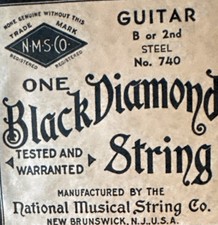 NONE GENUINE WITHOUT THIS
TRADE MARK
N·M·S·CO.
REGISTERED REGISTERED
GUITAR
B or 2nd
STEEL
No. 740
ONE
Black Diamond
String
TESTED AND
WARRANTED
MANUFACTURED BY THE
National Musical String Co.
NEW BRUNSWICK, N.J., U.S.A.